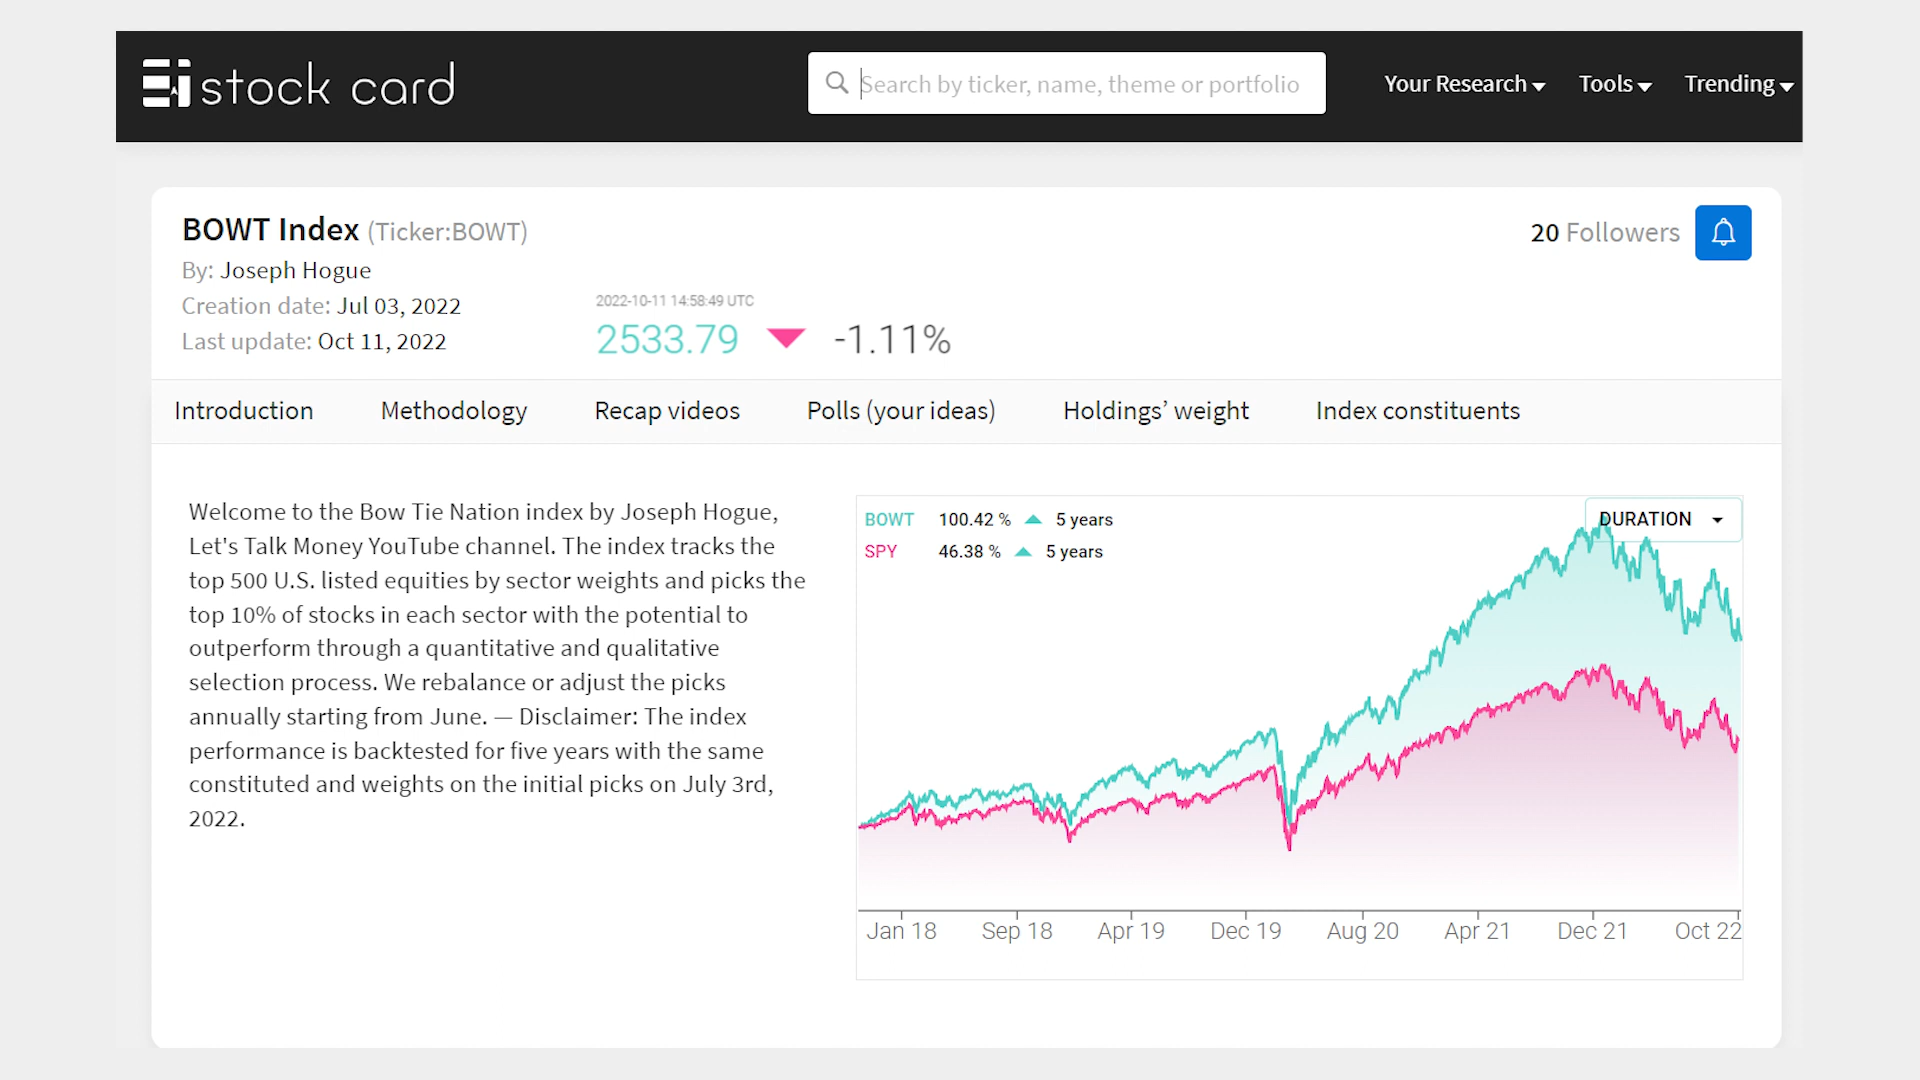 stock card
Search by ticker, name, theme or portfolio
Your Research
Tools
Trending
BOWT Index (Ticker:BOWT)
20 Followers
By: Joseph Hogue
Creation date: Jul 03, 2022
Last update: Oct 11, 2022
2022-10-11 14:58:49 UTC
2533.79 -1.11%
Introduction
Methodology
Recap videos
Polls (your ideas)
Holdings’ weight
Index constituents
Welcome to the Bow Tie Nation index by Joseph Hogue,
Let's Talk Money YouTube channel. The index tracks the
top 500 U.S. listed equities by sector weights and picks the
top 10% of stocks in each sector with the potential to
outperform through a quantitative and qualitative
selection process. We rebalance or adjust the picks
annually starting from June. — Disclaimer: The index
performance is backtested for five years with the same
constituted and weights on the initial picks on July 3rd,
2022.
BOWT 100.42 % 5 years
SPY 46.38 % 5 years
DURATION
Jan 18
Sep 18
Apr 19
Dec 19
Aug 20
Apr 21
Dec 21
Oct 22